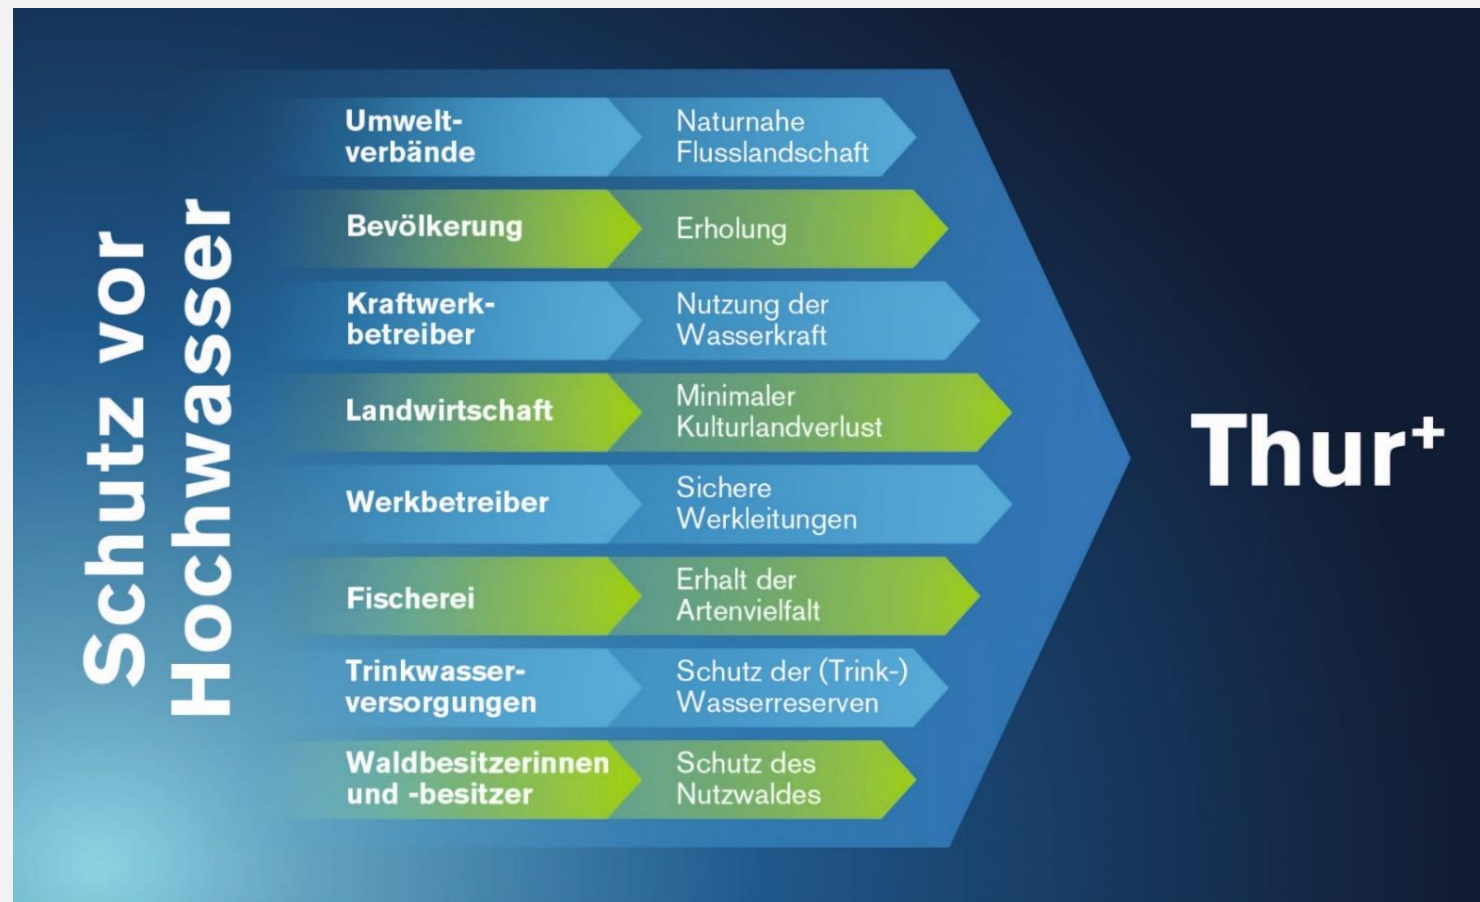 Schutz vor
Hochwasser
Umwelt-
verbände
Naturnahe
Flusslandschaft
Bevölkerung
Erholung
Kraftwerk-
betreiber
Nutzung der
Wasserkraft
Landwirtschaft
Minimaler
Kulturlandverlust
Werkbetreiber
Sichere
Werkleitungen
Fischerei
Erhalt der
Artenvielfalt
Trinkwasser-
versorgungen
Schutz der (Trink-)
Wasserreserven
Waldbesitzerinnen
und -besitzer
Schutz des
Nutzwaldes
Thur⁺